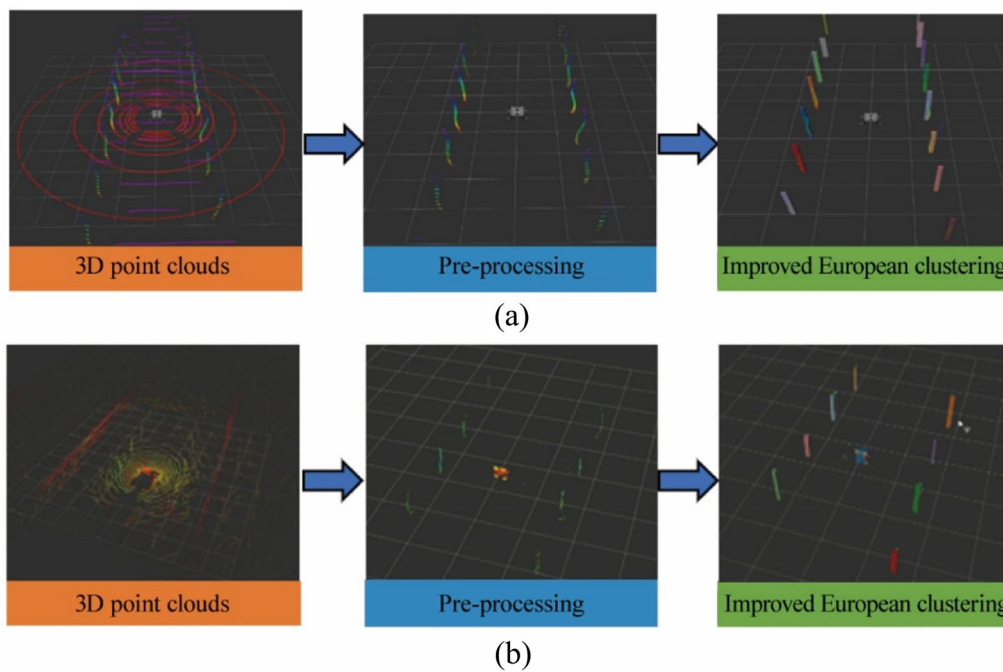 3D point clouds
Pre-processing
Improved European clustering
(a)
3D point clouds
Pre-processing
Improved European clustering
(b)